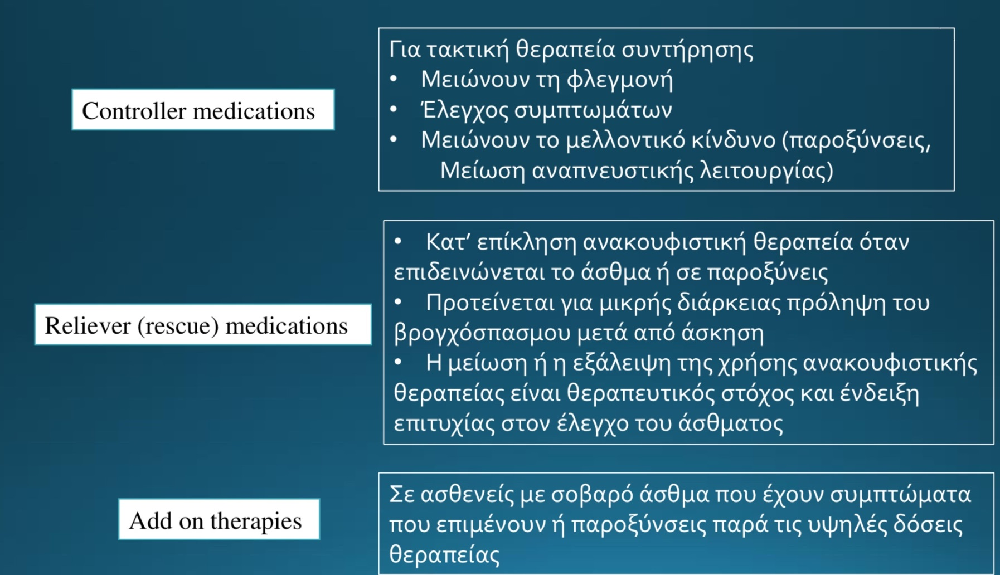 Για τακτική θεραπεία συντήρησης
• Μειώνουν τη φλεγμονή
Controller medications
• Έλεγχος συμπτωμάτων
• Μειώνουν το μελλοντικό κίνδυνο (παροξύνσεις,
Μείωση αναπνευστικής λειτουργίας)
• Κατ’ επίκληση ανακουφιστική θεραπεία όταν
επιδεινώνεται το άσθμα ή σε παροξύνεις
• Προτείνεται για μικρής διάρκειας πρόληψη του
Reliever (rescue) medications
βρογχόσπασμου μετά από άσκηση
• Η μείωση ή η εξάλειψη της χρήσης ανακουφιστικής
θεραπείας είναι θεραπευτικός στόχος και ένδειξη
επιτυχίας στον έλεγχο του άσθματος
Σε ασθενείς με σοβαρό άσθμα που έχουν συμπτώματα
Add on therapies
που επιμένουν ή παροξύνσεις παρά τις υψηλές δόσεις
θεραπείας